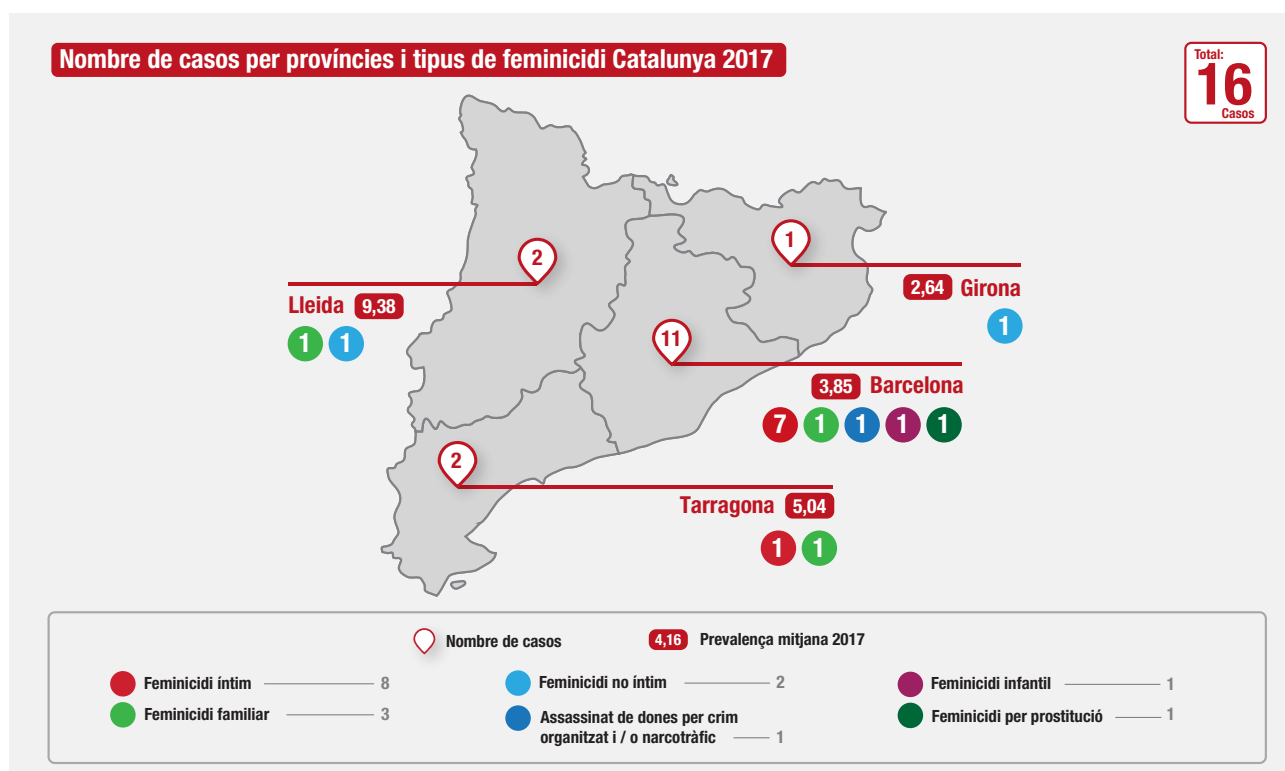 Nombre de casos per províncies i tipus de feminicidi Catalunya 2017
Total:
16
Casos
2
1
11
2
Lleida 9,38
1 1
2,64 Girona
1
3,85 Barcelona
7 1 1 1 1
Tarragona 5,04
1 1
Nombre de casos
4,16 Prevalença mitjana 2017
Feminicidi íntim 8
Feminicidi familiar 3
Feminicidi no íntim 2
Assassinat de dones per crim
organitzat i / o narcotràfic 1
Feminicidi infantil 1
Feminicidi per prostitució 1